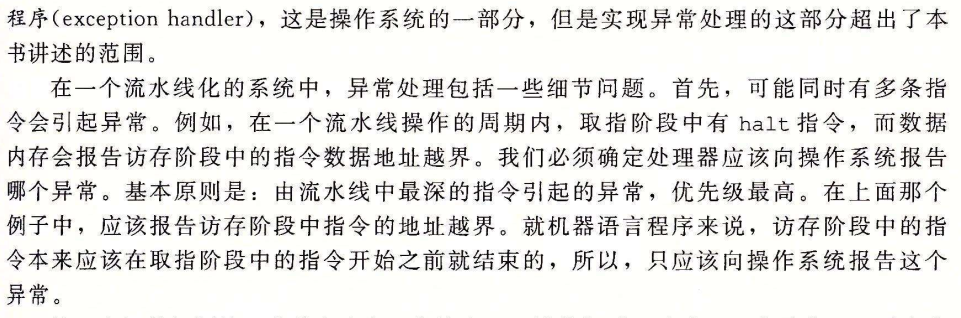 程序(exception handler)，这是操作系统的一部分，但是实现异常处理的这部分超出了本
书讲述的范围。
在一个流水线化的系统中，异常处理包括一些细节问题。首先，可能同时有多条指
令会引起异常。例如，在一个流水线操作的周期内，取指阶段中有 halt 指令，而数据
内存会报告访存阶段中的指令数据地址越界。我们必须确定处理器应该向操作系统报告
哪个异常。基本原则是：由流水线中最深的指令引起的异常，优先级最高。在上面那个
例子中，应该报告访存阶段中指令的地址越界。就机器语言程序来说，访存阶段中的指
令本来应该在取指阶段中的指令开始之前就结束的，所以，只应该向操作系统报告这个
异常。